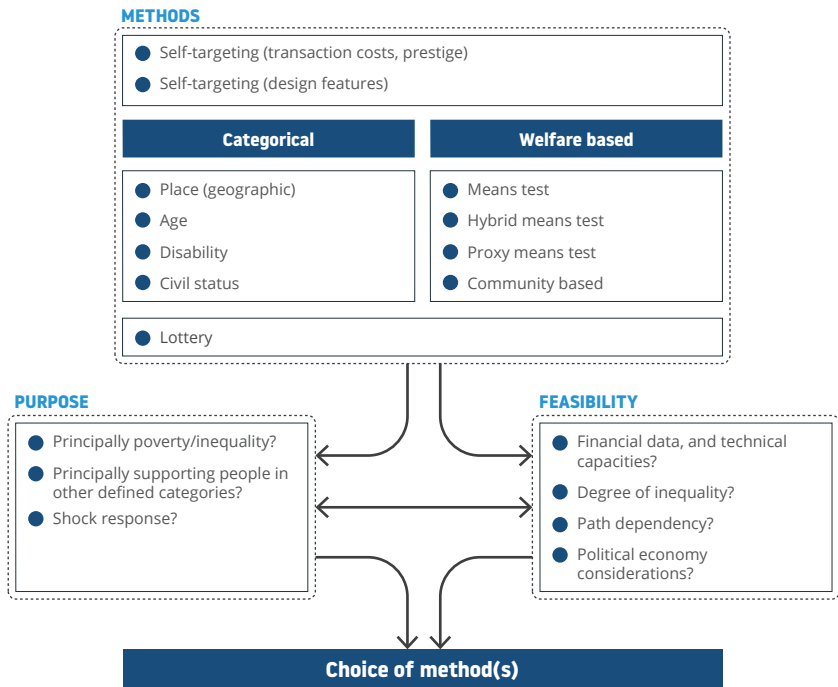 METHODS
Self-targeting (transaction costs, prestige)
Self-targeting (design features)
Categorical
Place (geographic)
Age
Disability
Civil status
Welfare based
Means test
Hybrid means test
Proxy means test
Community based
Lottery
PURPOSE
Principally poverty/inequality?
Principally supporting people in
other defined categories?
Shock response?
FEASIBILITY
Financial data, and technical
capacities?
Degree of inequality?
Path dependency?
Political economy
considerations?
Choice of method(s)